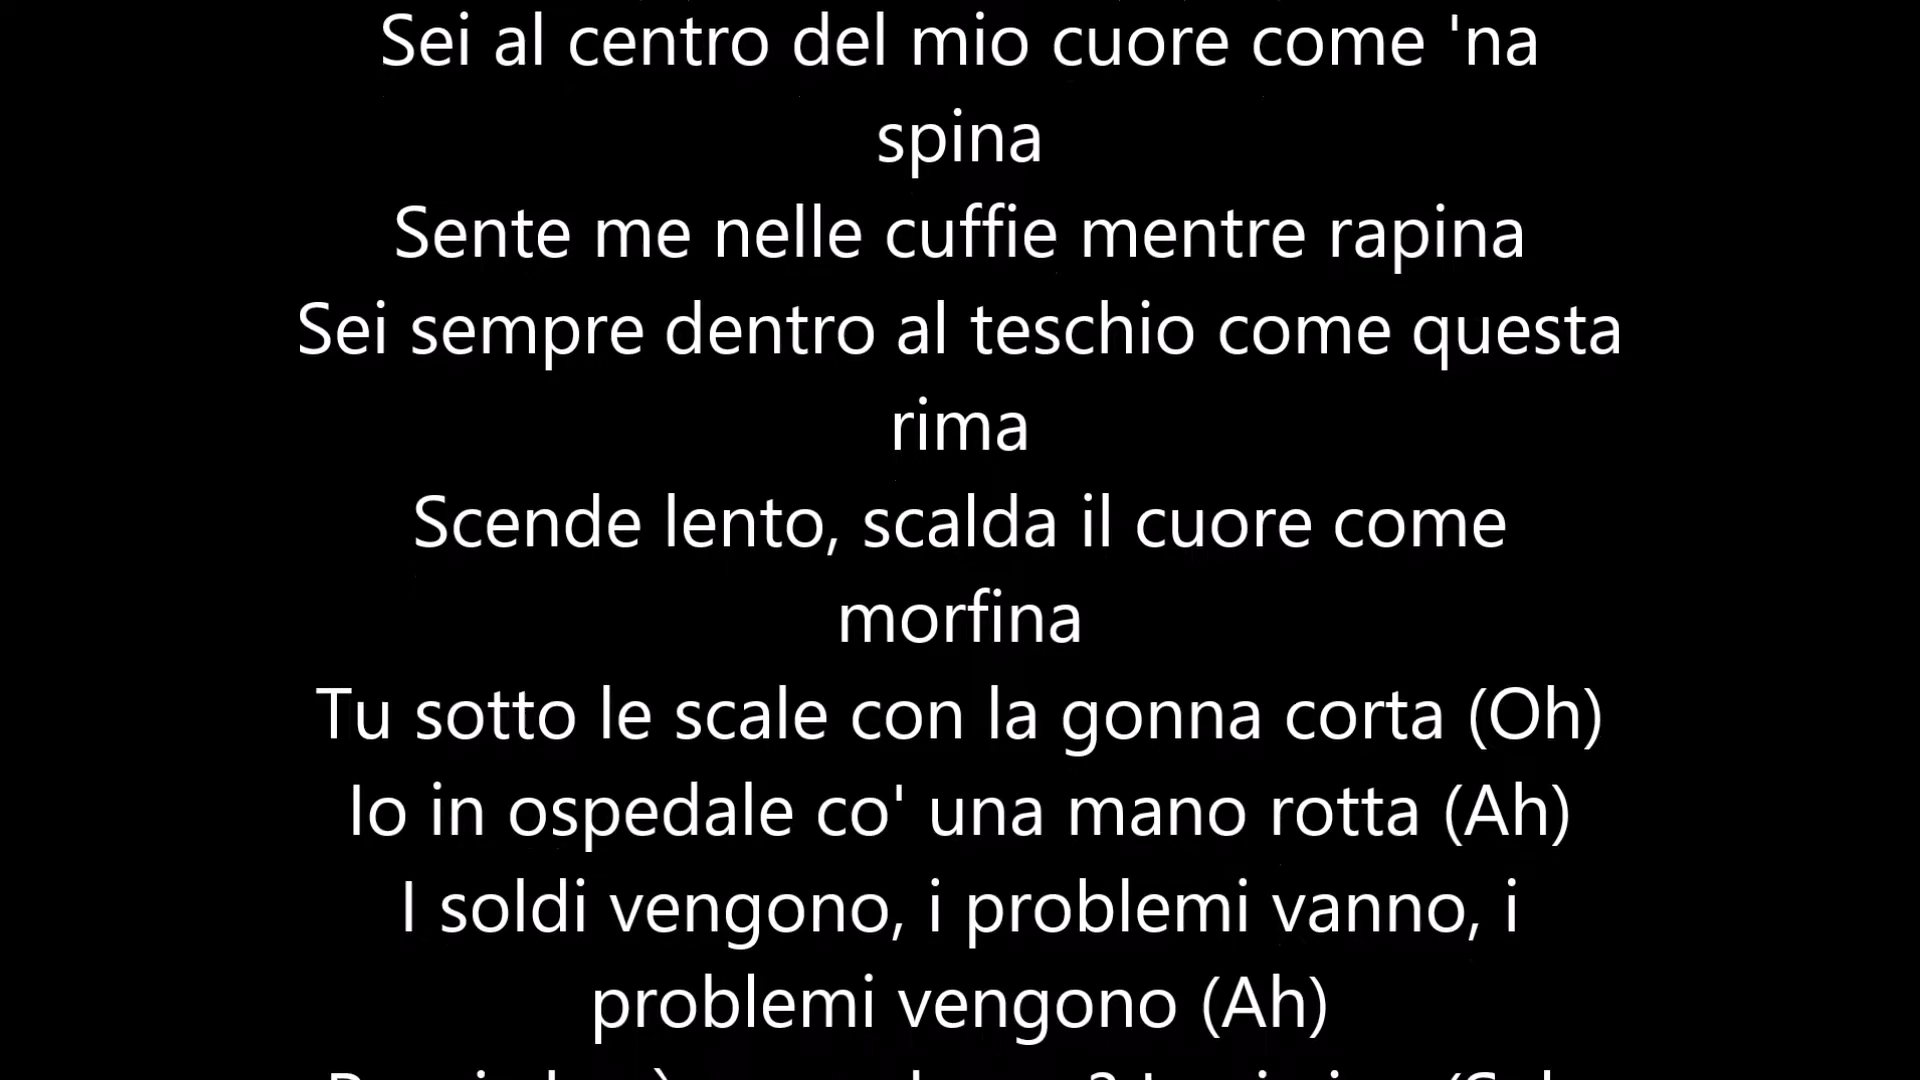 Sei al centro del mio cuore come 'na
spina
Sente me nelle cuffie mentre rapina
Sei sempre dentro al teschio come questa
rima
Scende lento, scalda il cuore come
morfina
Tu sotto le scale con la gonna corta (Oh)
Io in ospedale co' una mano rotta (Ah)
I soldi vengono, i problemi vanno, i
problemi vengono (Ah)